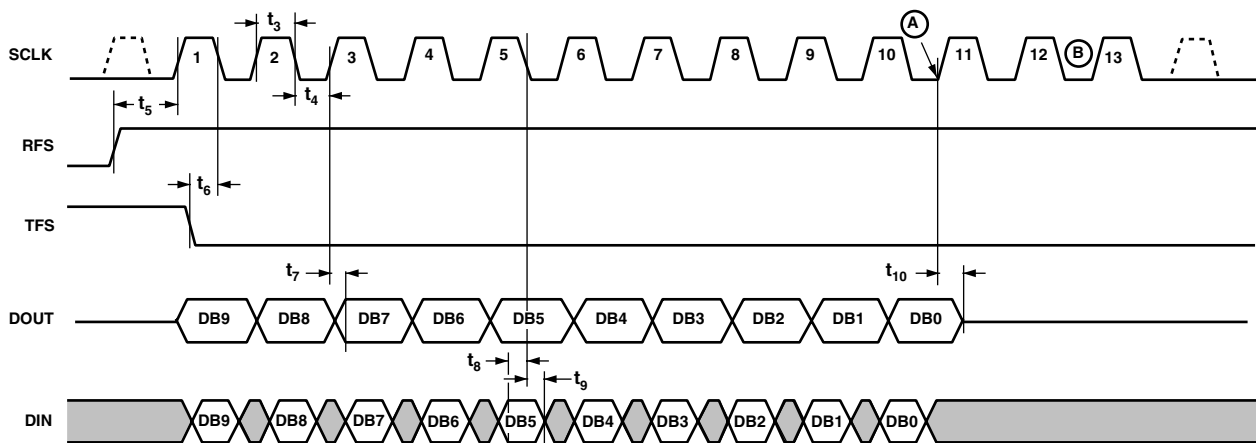 SCLK 1 2 3 4 5 6 7 8 9 10 11 12 13
A B
t3
t4
t5
RFS
t6
TFS
t7 t10
DOUT DB9 DB8 DB7 DB6 DB5 DB4 DB3 DB2 DB1 DB0
t8 t9
DIN DB9 DB8 DB7 DB6 DB5 DB4 DB3 DB2 DB1 DB0